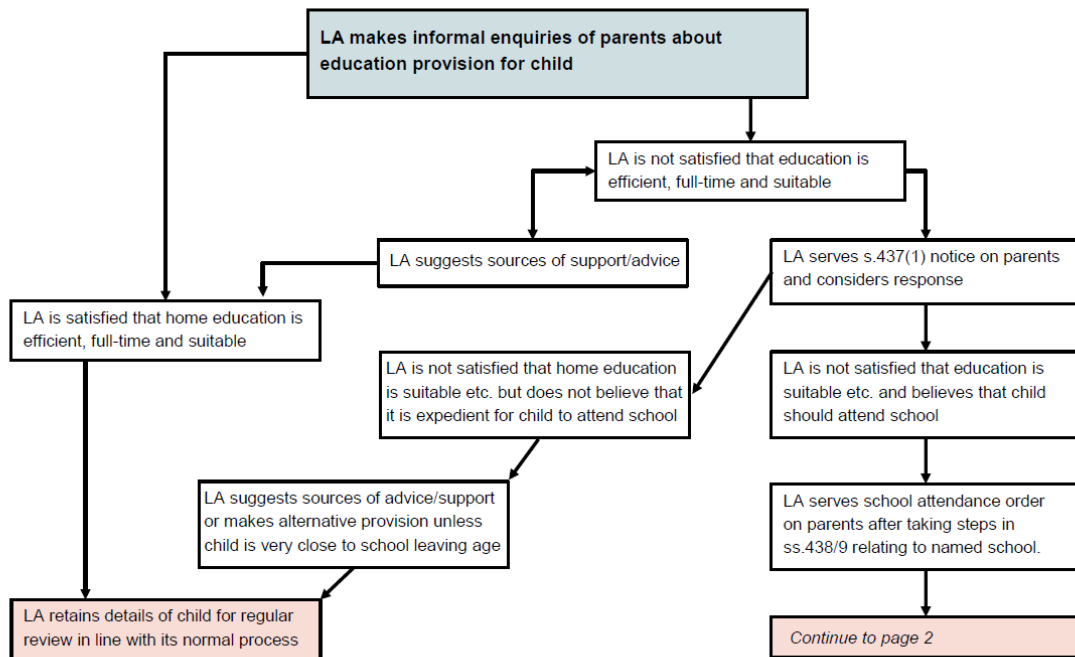 LA makes informal enquiries of parents about
education provision for child
LA is not satisfied that education is
efficient, full-time and suitable
LA suggests sources of support/advice
LA serves s.437(1) notice on parents
and considers response
LA is satisfied that home education is
efficient, full-time and suitable
LA is not satisfied that home education
is suitable etc. but does not believe that
it is expedient for child to attend school
LA is not satisfied that education is
suitable etc. and believes that child
should attend school
LA suggests sources of advice/support
or makes alternative provision unless
child is very close to school leaving age
LA serves school attendance order
on parents after taking steps in
ss.438/9 relating to named school.
LA retains details of child for regular
review in line with its normal process
Continue to page 2